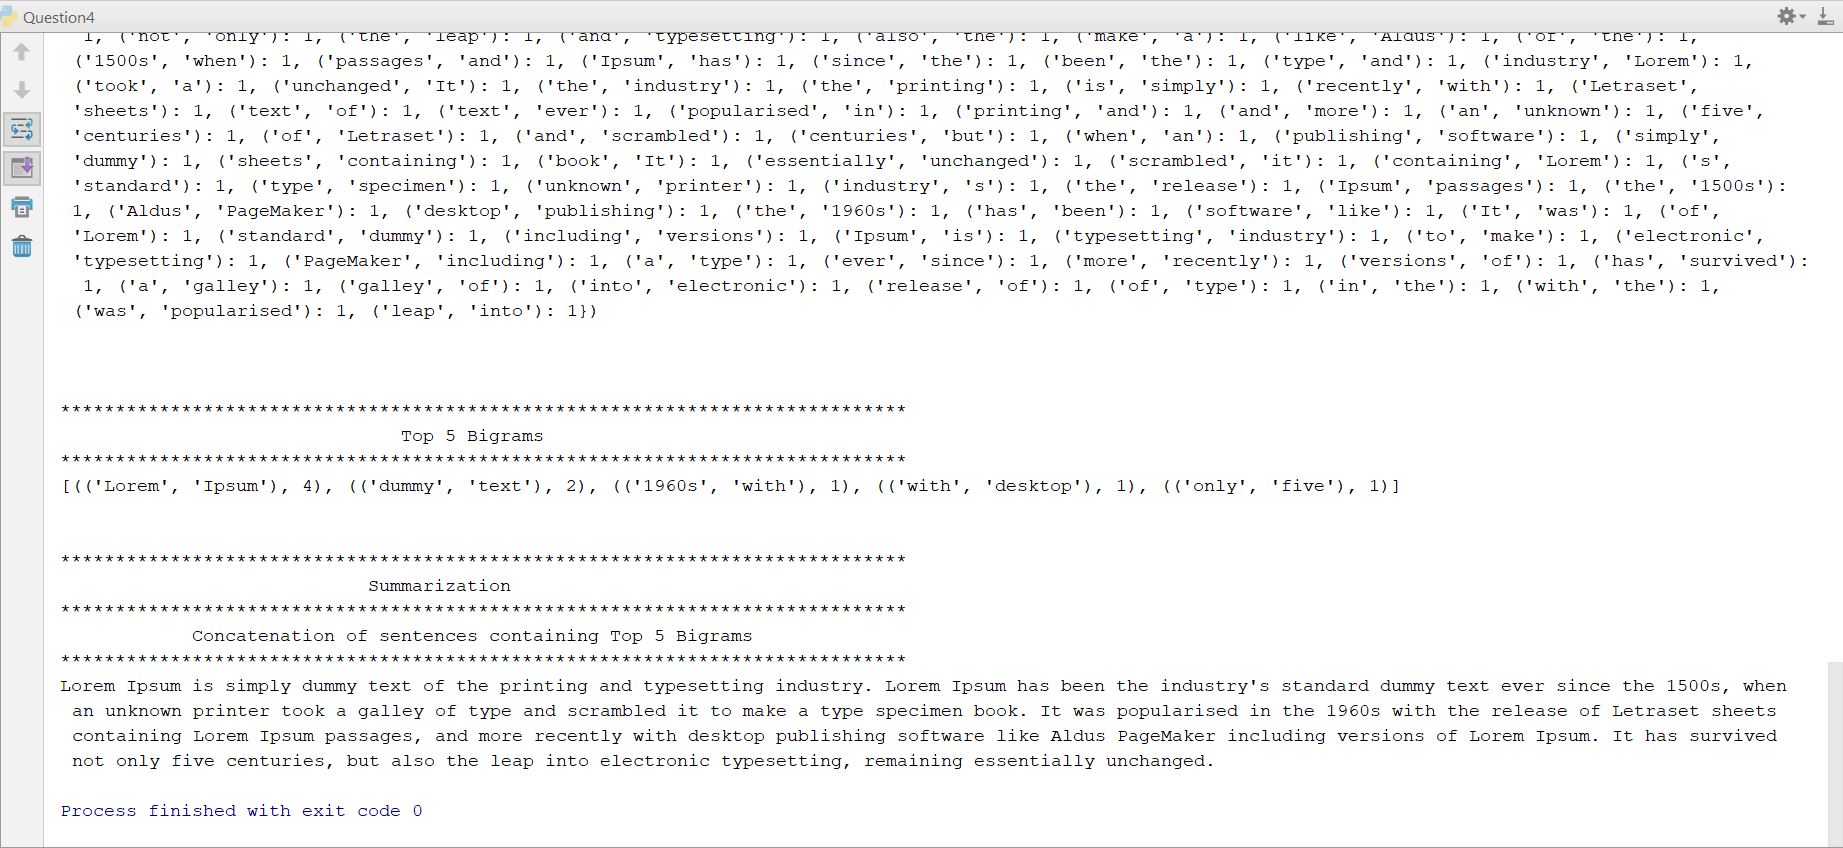 Question4
1, ('not', 'only'): 1, ('the', 'leap'): 1, ('and', 'typesetting'): 1, ('also', 'the'): 1, ('make', 'a'): 1, ('like', 'Aldus'): 1, ('of', 'the'): 1,
('1500s', 'when'): 1, ('passages', 'and'): 1, ('Ipsum', 'has'): 1, ('since', 'the'): 1, ('been', 'the'): 1, ('type', 'and'): 1, ('industry', 'Lorem'): 1,
('took', 'a'): 1, ('unchanged', 'It'): 1, ('the', 'industry'): 1, ('the', 'printing'): 1, ('is', 'simply'): 1, ('recently', 'with'): 1, ('Letraset',
'sheets'): 1, ('text', 'of'): 1, ('text', 'ever'): 1, ('popularised', 'in'): 1, ('printing', 'and'): 1, ('and', 'more'): 1, ('an', 'unknown'): 1, ('five',
'centuries'): 1, ('of', 'Letraset'): 1, ('and', 'scrambled'): 1, ('centuries', 'but'): 1, ('when', 'an'): 1, ('publishing', 'software'): 1, ('simply',
'dummy'): 1, ('sheets', 'containing'): 1, ('book', 'It'): 1, ('essentially', 'unchanged'): 1, ('scrambled', 'it'): 1, ('containing', 'Lorem'): 1, ('s',
'standard'): 1, ('type', 'specimen'): 1, ('unknown', 'printer'): 1, ('industry', 's'): 1, ('the', 'release'): 1, ('Ipsum', 'passages'): 1, ('the', '1500s'):
1, ('Aldus', 'PageMaker'): 1, ('desktop', 'publishing'): 1, ('the', '1960s'): 1, ('has', 'been'): 1, ('software', 'like'): 1, ('It', 'was'): 1, ('of',
'Lorem'): 1, ('standard', 'dummy'): 1, ('including', 'versions'): 1, ('Ipsum', 'is'): 1, ('typesetting', 'industry'): 1, ('to', 'make'): 1, ('electronic',
'typesetting'): 1, ('PageMaker', 'including'): 1, ('a', 'type'): 1, ('ever', 'since'): 1, ('more', 'recently'): 1, ('versions', 'of'): 1, ('has', 'survived'):
1, ('a', 'galley'): 1, ('galley', 'of'): 1, ('into', 'electronic'): 1, ('release', 'of'): 1, ('of', 'type'): 1, ('in', 'the'): 1, ('with', 'the'): 1,
('was', 'popularised'): 1, ('leap', 'into'): 1})
*****************************************************************************
Top 5 Bigrams
*****************************************************************************
[(('Lorem', 'Ipsum'), 4), (('dummy', 'text'), 2), (('1960s', 'with'), 1), (('with', 'desktop'), 1), (('only', 'five'), 1)]
*****************************************************************************
Summarization
*****************************************************************************
Concatenation of sentences containing Top 5 Bigrams
*****************************************************************************
Lorem Ipsum is simply dummy text of the printing and typesetting industry. Lorem Ipsum has been the industry's standard dummy text ever since the 1500s, when
an unknown printer took a galley of type and scrambled it to make a type specimen book. It was popularised in the 1960s with the release of Letraset sheets
containing Lorem Ipsum passages, and more recently with desktop publishing software like Aldus PageMaker including versions of Lorem Ipsum. It has survived
not only five centuries, but also the leap into electronic typesetting, remaining essentially unchanged.
Process finished with exit code 0